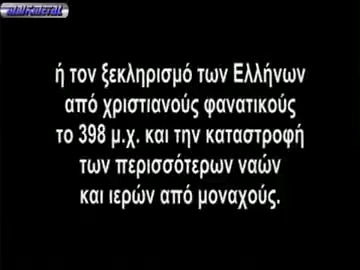 ή τον ξεκληρισμό των Ελλήνων
από χριστιανούς φανατικούς
το 398 μ.χ. και την καταστροφή
των περισσότερων ναών
και ιερών από μοναχούς.